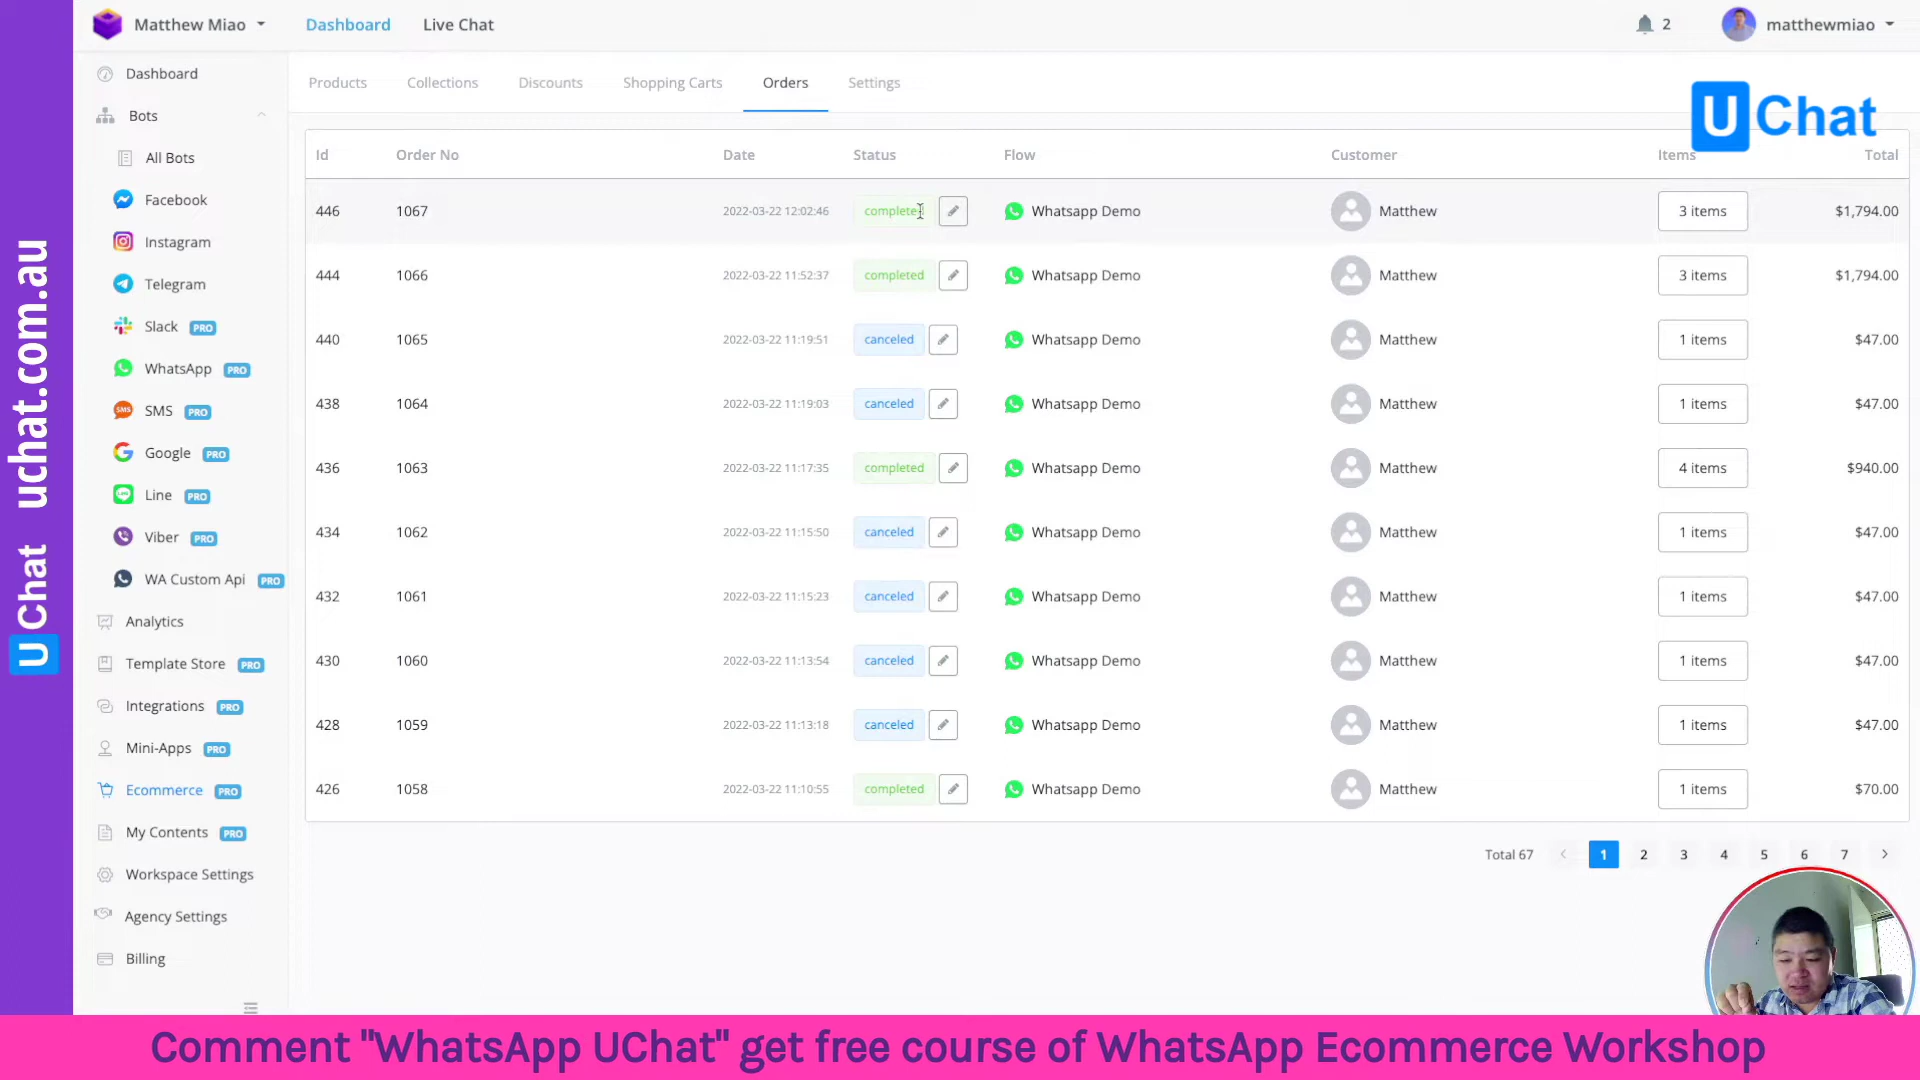 Matthew Miao
Dashboard
Live Chat
2
matthewmiao
Dashboard
Bots
All Bots
Facebook
Instagram
Telegram
Slack PRO
WhatsApp PRO
SMS SMS PRO
Google PRO
LINE Line PRO
Viber PRO
WA Custom Api PRO
Analytics
Template Store PRO
Integrations PRO
Mini-Apps PRO
Ecommerce PRO
My Contents PRO
Workspace Settings
Agency Settings
Billing
Products Collections Discounts Shopping Carts Orders Settings
U Chat
Id Order No Date Status Flow Customer Items Total
446 1067 2022-03-22 12:02:46 completed Whatsapp Demo Matthew 3 items $1,794.00
444 1066 2022-03-22 11:52:37 completed Whatsapp Demo Matthew 3 items $1,794.00
440 1065 2022-03-22 11:19:51 canceled Whatsapp Demo Matthew 1 items $47.00
438 1064 2022-03-22 11:19:03 canceled Whatsapp Demo Matthew 1 items $47.00
436 1063 2022-03-22 11:17:35 completed Whatsapp Demo Matthew 4 items $940.00
434 1062 2022-03-22 11:15:50 canceled Whatsapp Demo Matthew 1 items $47.00
432 1061 2022-03-22 11:15:23 canceled Whatsapp Demo Matthew 1 items $47.00
430 1060 2022-03-22 11:13:54 canceled Whatsapp Demo Matthew 1 items $47.00
428 1059 2022-03-22 11:13:18 canceled Whatsapp Demo Matthew 1 items $47.00
426 1058 2022-03-22 11:10:55 completed Whatsapp Demo Matthew 1 items $70.00
Total 67 1 2 3 4 5 6 7
U Chat uchat.com.au
Comment "WhatsApp UChat" get free course of WhatsApp Ecommerce Workshop